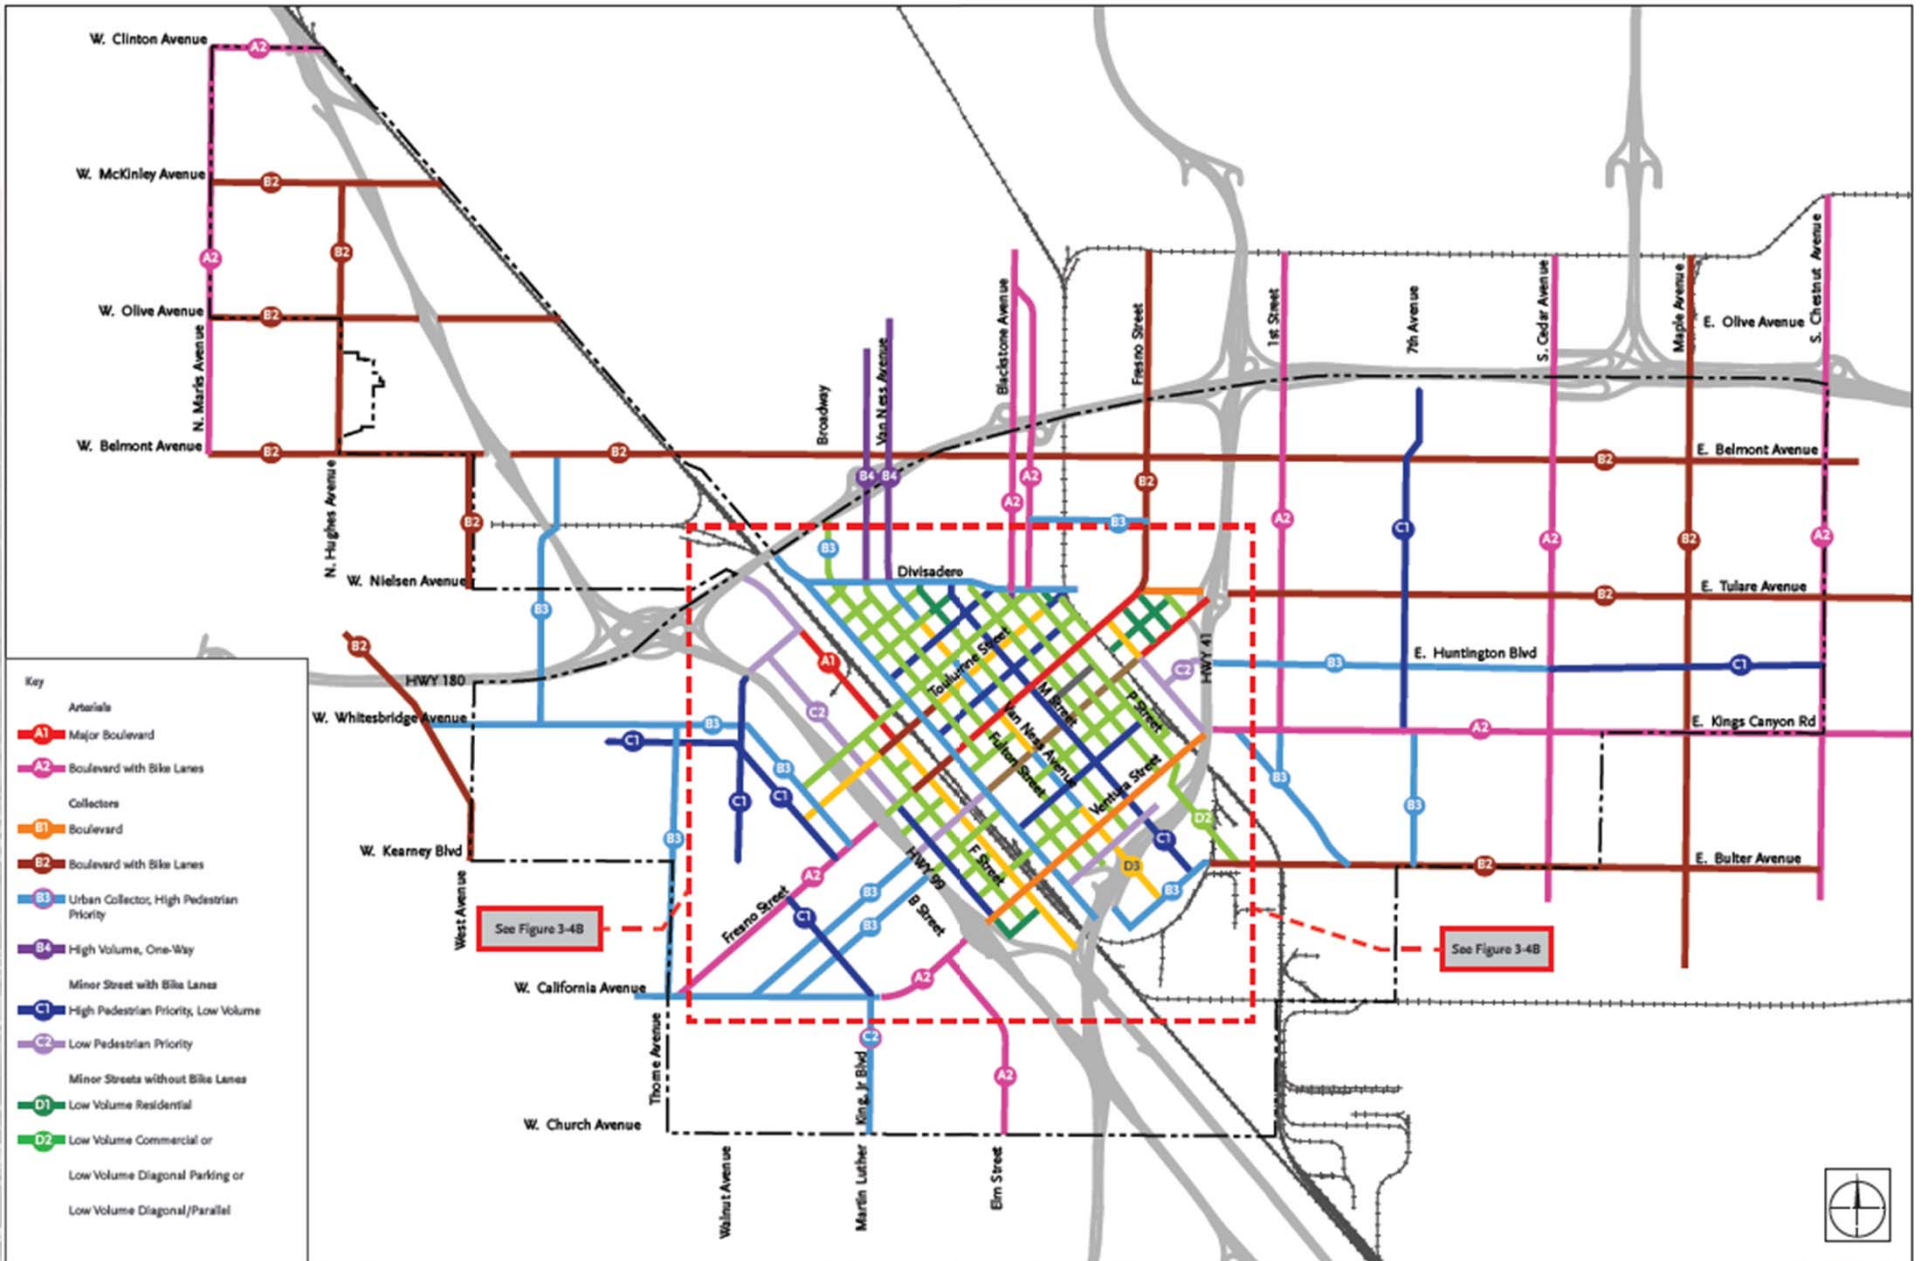 W. Clinton Avenue
A2
W. McKinley Avenue
B2
B2
A2
W. Olive Avenue
B2
N. Marks Avenue
W. Belmont Avenue
B2
B2
N. Hughes Avenue
B2
W. Nielsen Avenue
B3
B2
HWY 180
W. Whitesbridge Avenue
C1
B3
W. Kearney Blvd
West Avenue
B3
C1
C1
B3
See Figure 3-4B
Fresno Street
A2
C1
B3
B3
B Street
HWY 99
F Street
W. California Avenue
A2
C2
A2
Thorne Avenue
W. Church Avenue
Walnut Avenue
Martin Luther King, Jr Blvd
Elm Street
Broadway
Van Ness Avenue
B4
B4
Blackstone Avenue
A2
A2
Fresno Street
B2
B3
B3
Divisadero
A1
C2
Toulumne Street
M Street
P Street
Van Ness Avenue
Fulton Street
Ventura Street
C2
HWY 41
D2
C1
D3
B3
1st Street
A2
7th Avenue
C1
S. Cedar Avenue
A2
Maple Avenue
B2
S. Chestnut Avenue
A2
E. Olive Avenue
E. Belmont Avenue
B2
E. Tulare Avenue
B2
E. Huntington Blvd
B3
C1
E. Kings Canyon Rd
A2
B3
B3
E. Bulter Avenue
B2
See Figure 3-4B
Key
Arterials
A1 Major Boulevard
A2 Boulevard with Bike Lanes
Collectors
B1 Boulevard
B2 Boulevard with Bike Lanes
B3 Urban Collector, High Pedestrian
Priority
B4 High Volume, One-Way
Minor Street with Bike Lanes
C1 High Pedestrian Priority, Low Volume
C2 Low Pedestrian Priority
Minor Streets without Bike Lanes
D1 Low Volume Residential
D2 Low Volume Commercial or
Low Volume Diagonal Parking or
Low Volume Diagonal/Parallel